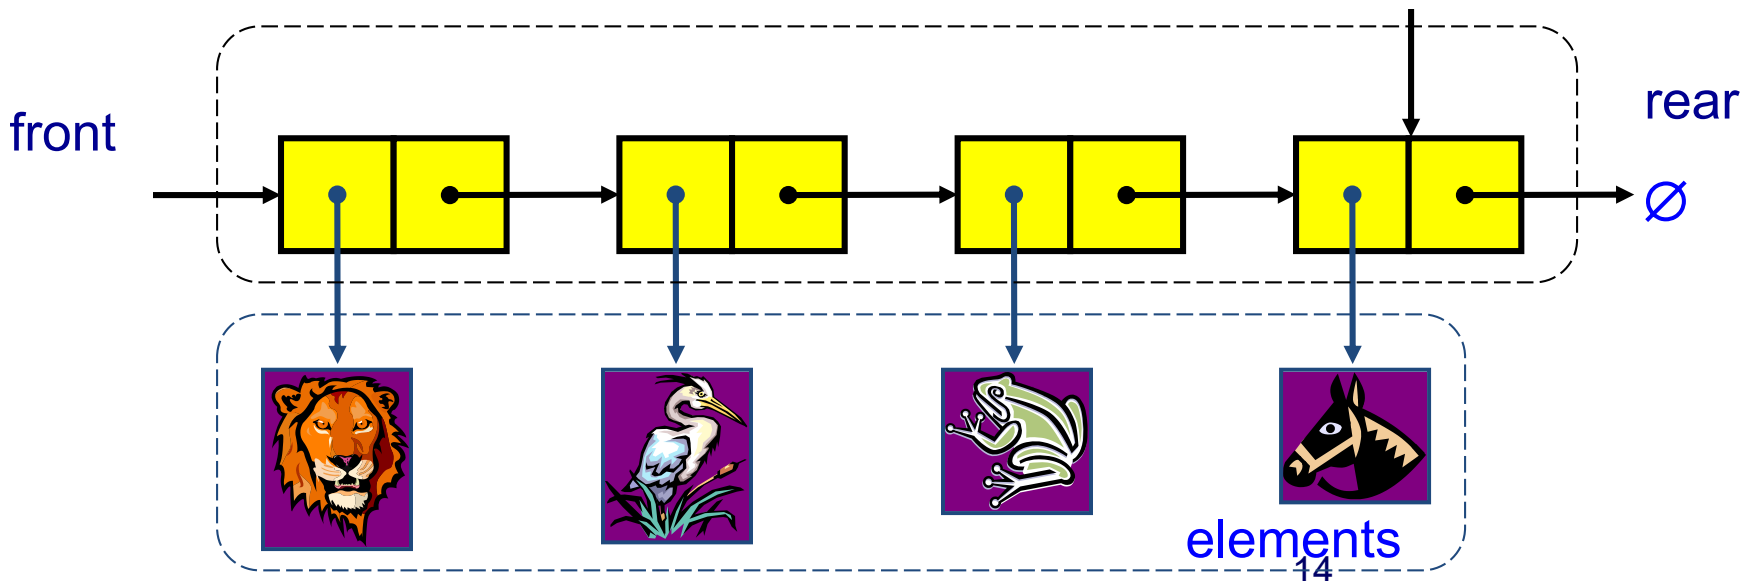 front
rear
∅
elements
14